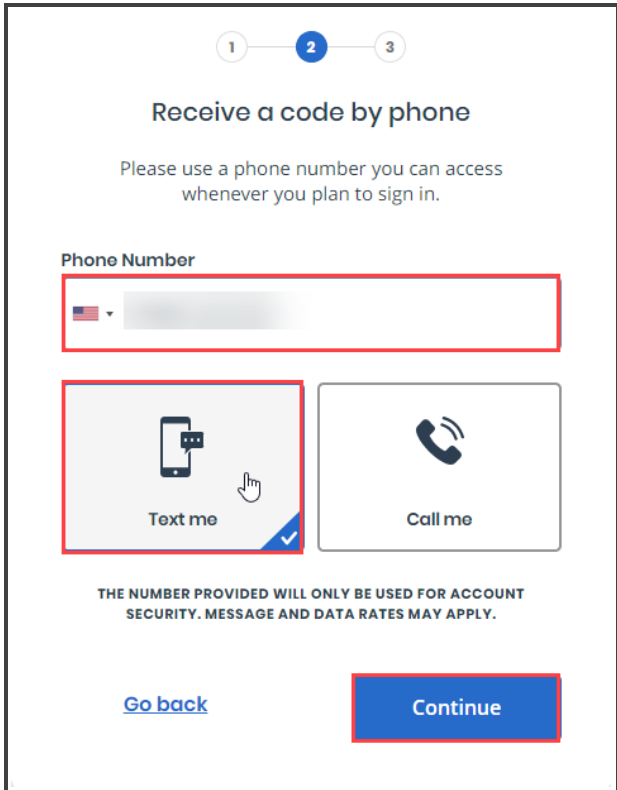 1 2 3
Receive a code by phone
Please use a phone number you can access
whenever you plan to sign in.
Phone Number
Text me
Call me
THE NUMBER PROVIDED WILL ONLY BE USED FOR ACCOUNT
SECURITY. MESSAGE AND DATA RATES MAY APPLY.
Go back
Continue